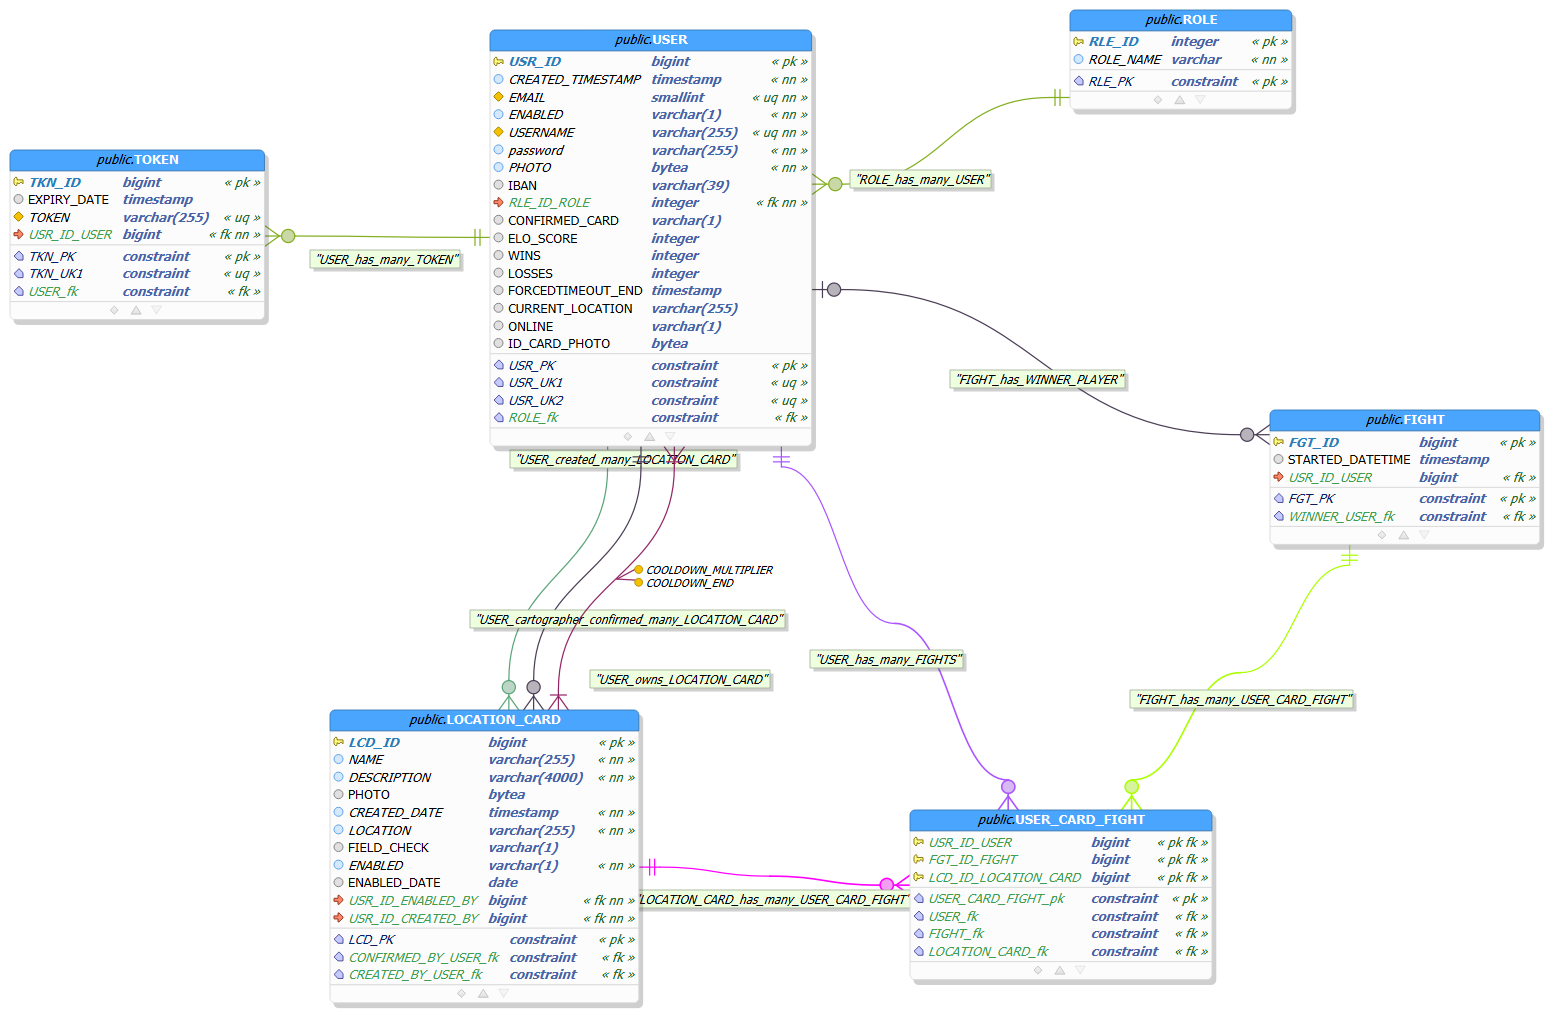 public.USER
USR_ID bigint « pk »
CREATED_TIMESTAMP timestamp « nn »
EMAIL smallint « uq nn »
ENABLED varchar(1) « nn »
USERNAME varchar(255) « uq nn »
password varchar(255) « nn »
PHOTO bytea « nn »
IBAN varchar(39)
RLE_ID_ROLE integer « fk nn »
CONFIRMED_CARD varchar(1)
ELO_SCORE integer
WINS integer
LOSSES integer
FORCEDTIMEOUT_END timestamp
CURRENT_LOCATION varchar(255)
ONLINE varchar(1)
ID_CARD_PHOTO bytea
USR_PK constraint « pk »
USR_UK1 constraint « uq »
USR_UK2 constraint « uq »
ROLE_fk constraint « fk »
public.ROLE
RLE_ID integer « pk »
ROLE_NAME varchar « nn »
RLE_PK constraint « pk »
"ROLE_has_many_USER"
public.TOKEN
TKN_ID bigint « pk »
EXPIRY_DATE timestamp
TOKEN varchar(255) « uq »
USR_ID_USER bigint « fk nn »
TKN_PK constraint « pk »
TKN_UK1 constraint « uq »
USER_fk constraint « fk »
"USER_has_many_TOKEN"
"FIGHT_has_WINNER_PLAYER"
public.FIGHT
FGT_ID bigint « pk »
STARTED_DATETIME timestamp
USR_ID_USER bigint « fk »
FGT_PK constraint « pk »
WINNER_USER_fk constraint « fk »
"USER_created_many_LOCATION_CARD"
COOLDOWN_MULTIPLIER
COOLDOWN_END
"USER_cartographer_confirmed_many_LOCATION_CARD"
"USER_owns_LOCATION_CARD"
"USER_has_many_FIGHTS"
"FIGHT_has_many_USER_CARD_FIGHT"
public.LOCATION_CARD
LCD_ID bigint « pk »
NAME varchar(255) « nn »
DESCRIPTION varchar(4000) « nn »
PHOTO bytea
CREATED_DATE timestamp « nn »
LOCATION varchar(255) « nn »
FIELD_CHECK varchar(1)
ENABLED varchar(1) « nn »
ENABLED_DATE date
USR_ID_ENABLED_BY bigint « fk nn »
USR_ID_CREATED_BY bigint « fk nn »
LCD_PK constraint « pk »
CONFIRMED_BY_USER_fk constraint « fk »
CREATED_BY_USER_fk constraint « fk »
LOCATION_CARD_has_many_USER_CARD_FIGHT"
public.USER_CARD_FIGHT
USR_ID_USER bigint « pk fk »
FGT_ID_FIGHT bigint « pk fk »
LCD_ID_LOCATION_CARD bigint « pk fk »
USER_CARD_FIGHT_pk constraint « pk »
USER_fk constraint « fk »
FIGHT_fk constraint « fk »
LOCATION_CARD_fk constraint « fk »